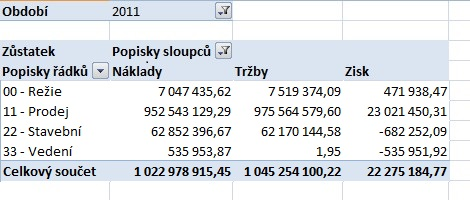 Období 2011
Zůstatek Popisky sloupců
Popisky řádků Náklady Tržby Zisk
00 - Režie 7 047 435,62 7 519 374,09 471 938,47
11 - Prodej 952 543 129,29 975 564 579,60 23 021 450,31
22 - Stavební 62 852 396,67 62 170 144,58 -682 252,09
33 - Vedení 535 953,87 1,95 -535 951,92
Celkový součet 1 022 978 915,45 1 045 254 100,22 22 275 184,77